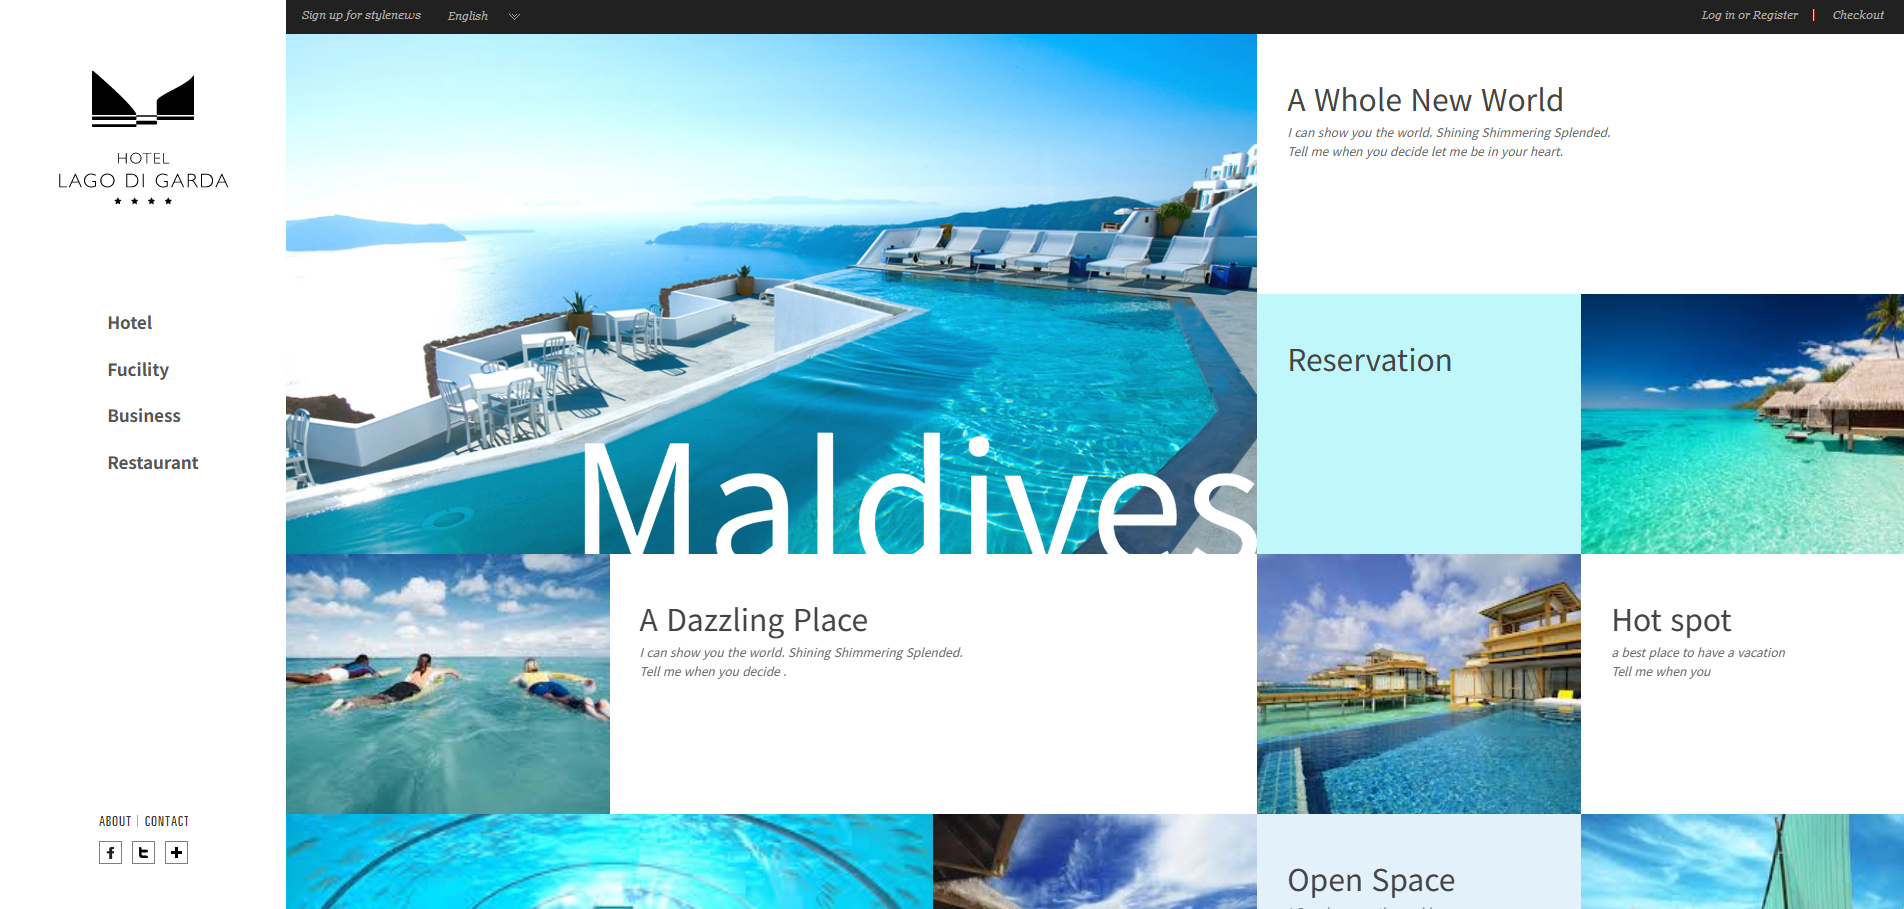 Sign up for stylenews
English
Log in or Register
Checkout
HOTEL
LAGO DI GARDA
Hotel
Fucility
Business
Restaurant
ABOUT | CONTACT
Maldives
A Whole New World
I can show you the world. Shining Shimmering Splended.
Tell me when you decide let me be in your heart.
Reservation
A Dazzling Place
I can show you the world. Shining Shimmering Splended.
Tell me when you decide .
Hot spot
a best place to have a vacation
Tell me when you
Open Space